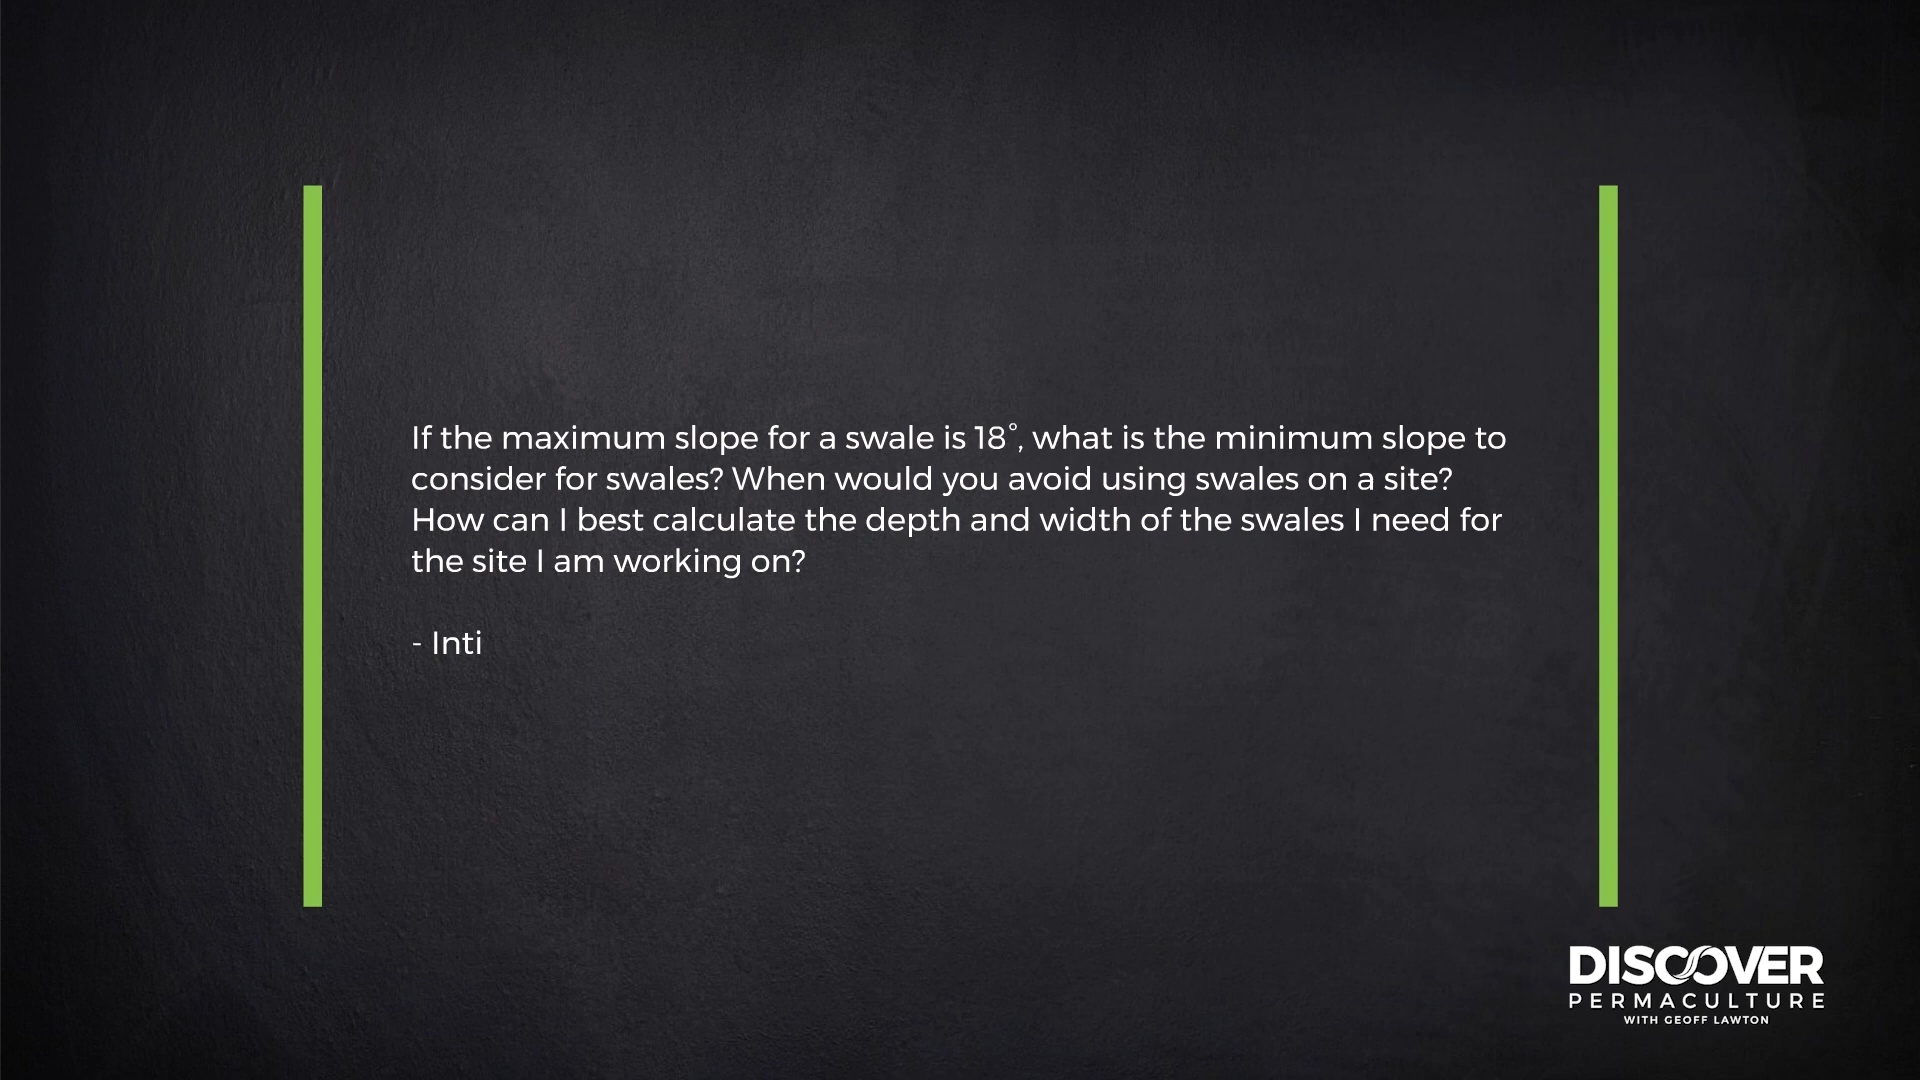 If the maximum slope for a swale is 18°, what is the minimum slope to
consider for swales? When would you avoid using swales on a site?
How can I best calculate the depth and width of the swales I need for
the site I am working on?
- Inti
DISCOVER
PERMACULTURE
WITH GEOFF LAWTON